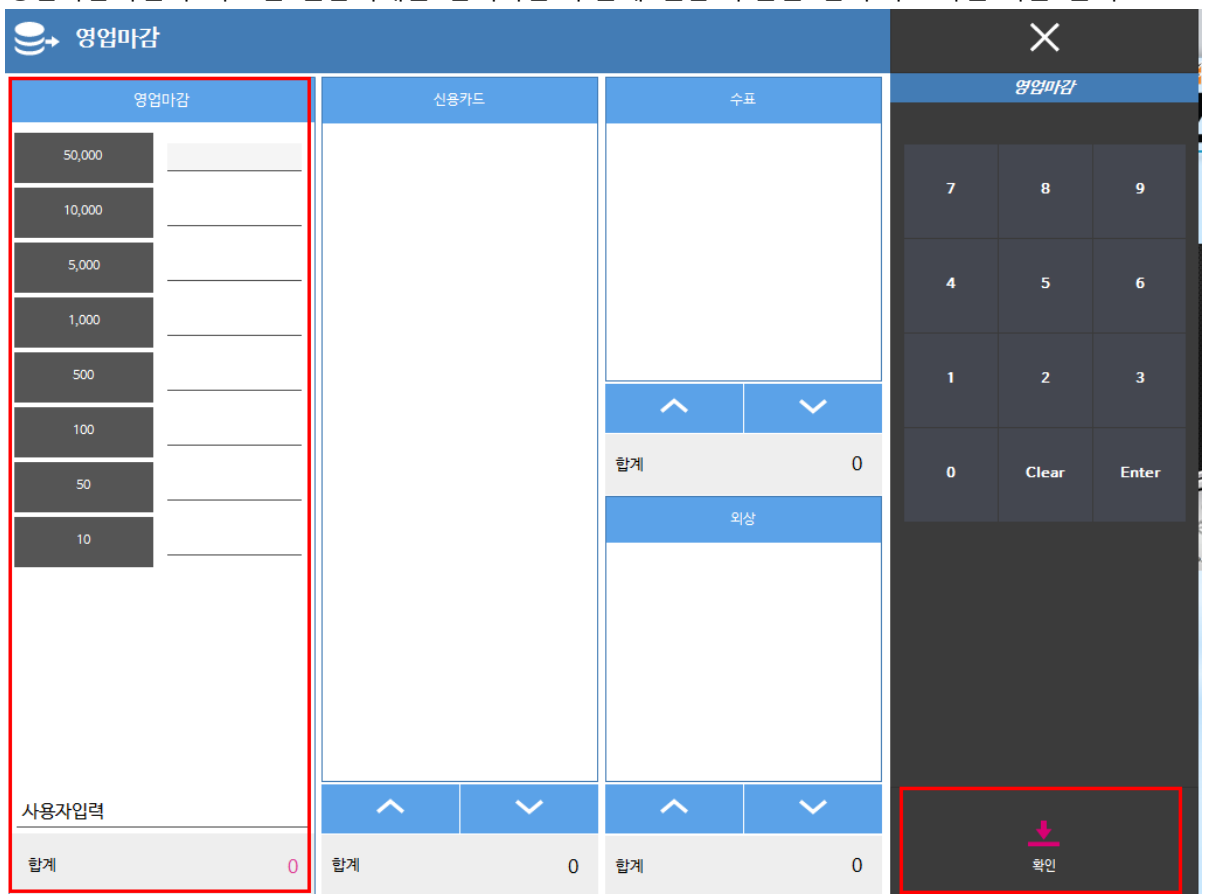 영업마감
영업마감
50,000
10,000
5,000
1,000
500
100
50
10
사용자입력
합계 0
신용카드
합계 0
수표
합계 0
외상
합계 0
영업마감
7 8 9
4 5 6
1 2 3
0 Clear Enter
확인